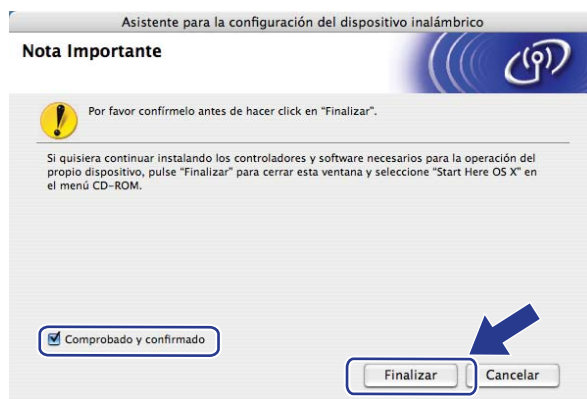 Asistente para la configuración del dispositivo inalámbrico
Nota Importante
Por favor confírmelo antes de hacer click en "Finalizar".
Si quisiera continuar instalando los controladores y software necesarios para la operación del
propio dispositivo, pulse "Finalizar" para cerrar esta ventana y seleccione "Start Here OS X" en
el menú CD-ROM.
Comprobado y confirmado
Finalizar
Cancelar